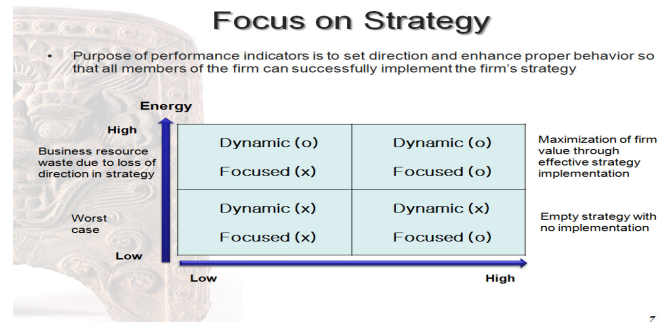 Focus on Strategy
• Purpose of performance indicators is to set direction and enhance proper behavior so
that all members of the firm can successfully implement the firm's strategy
Energy
High
Business resource
waste due to loss of
direction in strategy
Dynamic (o)
Focused (x)
Dynamic (o)
Focused (o)
Maximization of firm
value through
effective strategy
implementation
Worst
case
Dynamic (x)
Focused (x)
Dynamic (x)
Focused (o)
Empty strategy with
no implementation
Low
Low
High
7